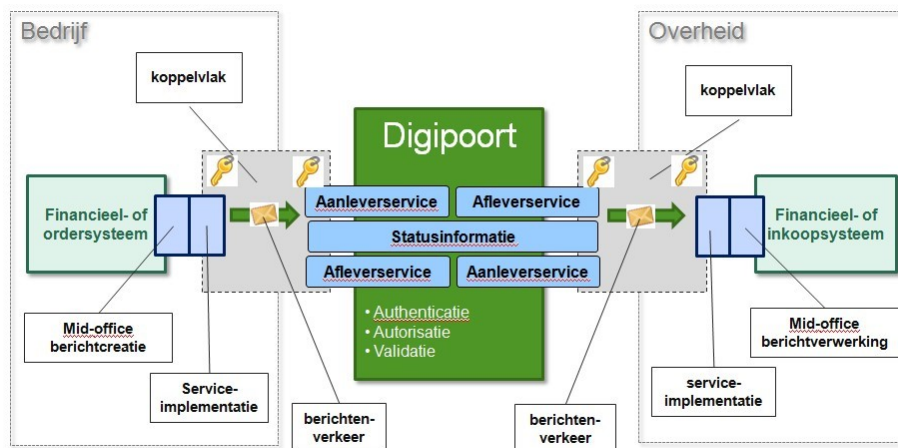 Bedrijf
Overheid
koppelvlak
koppelvlak
Digipoort
Financieel- of
ordersysteem
Aanleverservice
Afleverservice
Statusinformatie
Afleverservice
Aanleverservice
Financieel- of
inkoopsysteem
• Authenticatie
• Autorisatie
• Validatie
Mid-office
berichtcreatie
Service-
implementatie
berichten-
verkeer
berichten-
verkeer
service-
implementatie
Mid-office
berichtverwerking